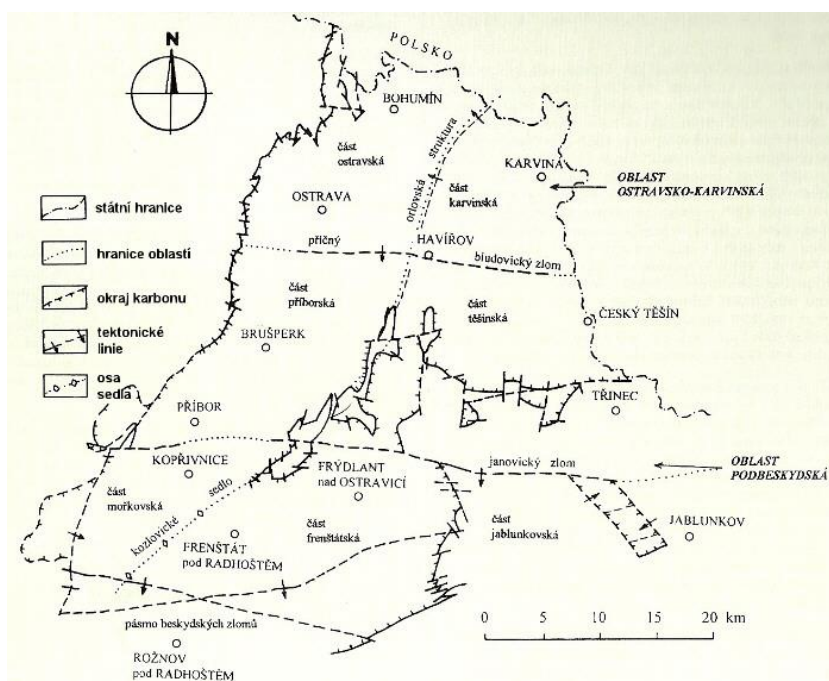 N
POLSKO
BOHUMÍN
část
ostravská
orlovská
struktura
KARVINÁ
část
karvinská
OBLAST
OSTRAVSKO-KARVINSKÁ
OSTRAVA
státní hranice
hranice oblastí
okraj karbonu
tektonické
linie
osa
sedla
příčný
HAVÍŘOV
bludovický zlom
část
příborská
část
těšínská
ČESKÝ TĚŠÍN
BRUŠPERK
TŘINEC
PŘÍBOR
KOPŘIVNICE
FRÝDLANT
nad OSTRAVICÍ
janovický zlom
OBLAST
PODBESKYDSKÁ
část
mořkovská
kozlovické
sedlo
FRENŠTÁT
pod RADHOŠTĚM
část
frenštátská
část
jablunkovská
JABLUNKOV
pásmo beskydských zlomů
ROŽNOV
pod RADHOŠTĚM
0 5 10 15 20 km